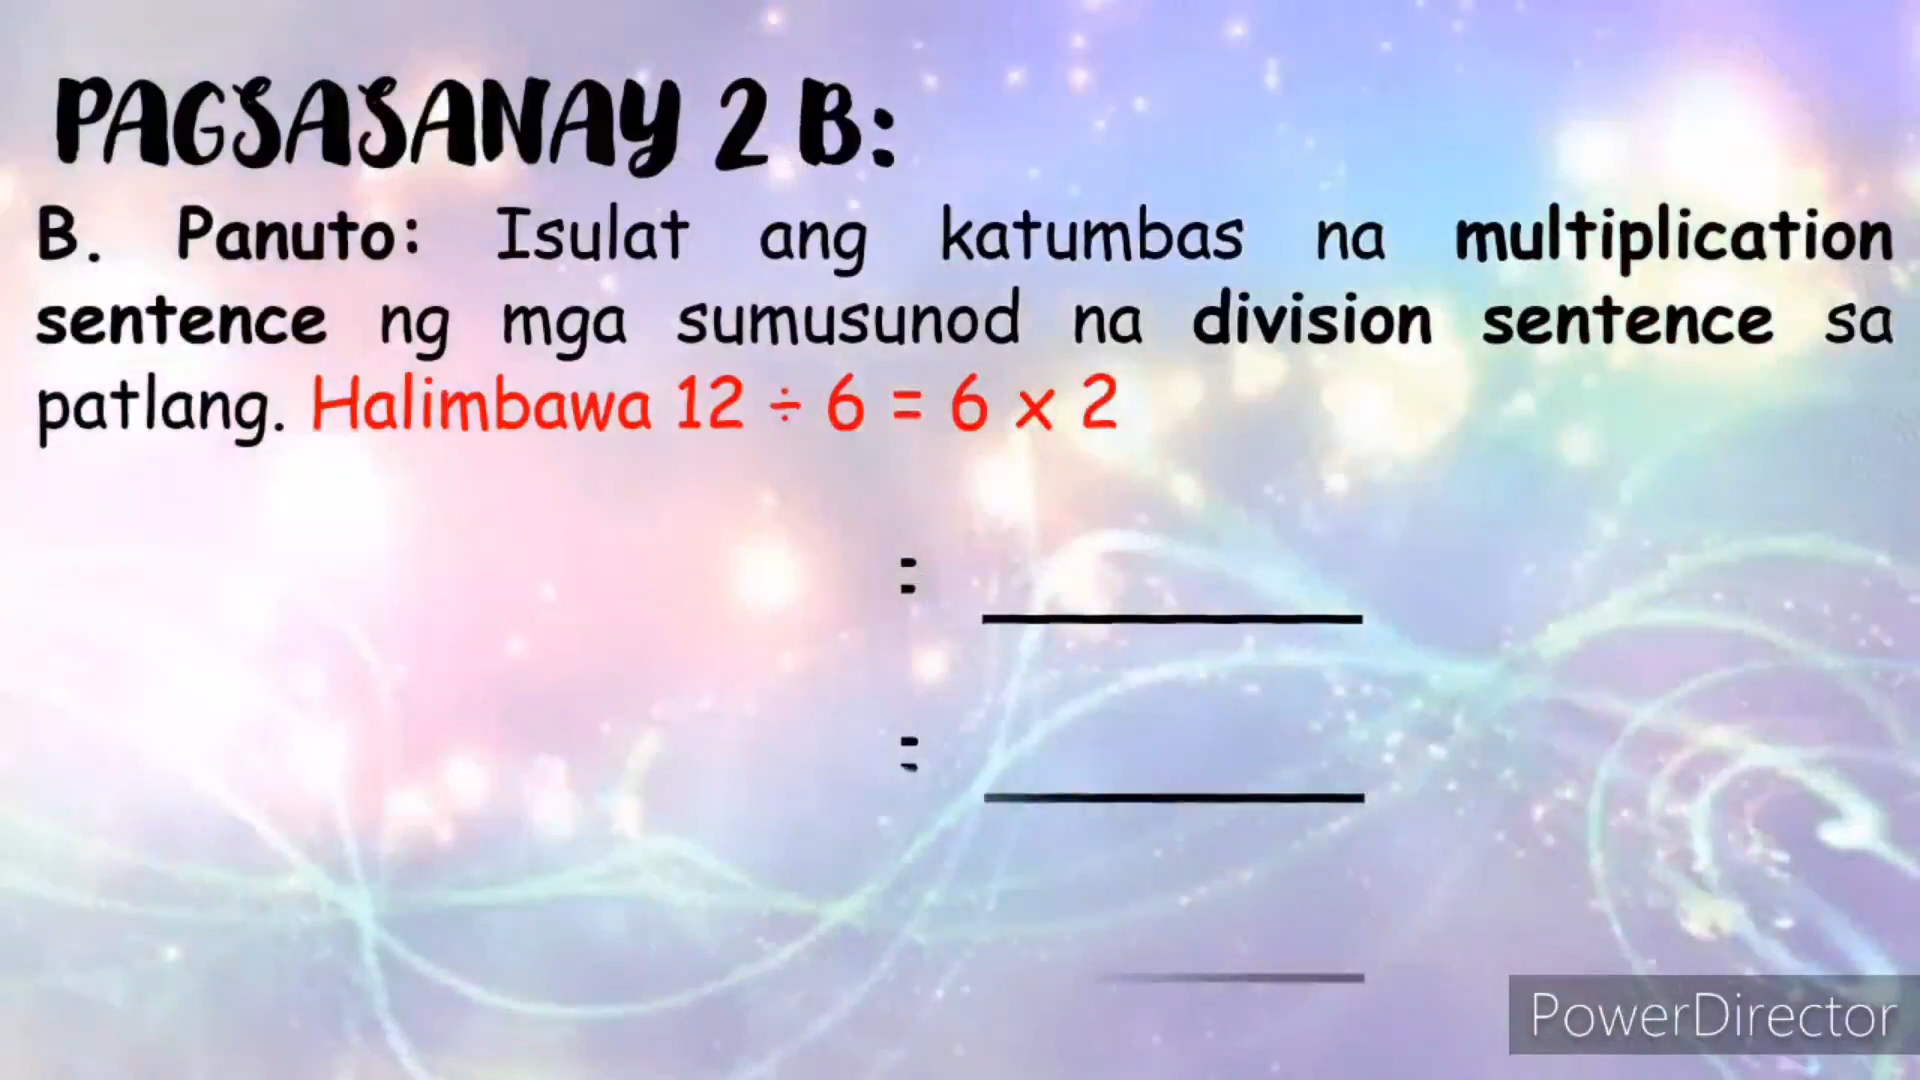 PAGSASANAY 2 B:
B. Panuto: Isulat ang katumbas na multiplication
sentence ng mga sumusunod na division sentence sa
patlang. Halimbawa 12 ÷ 6 = 6 x 2
=
=
PowerDirector